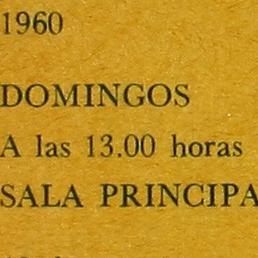 1960
DOMINGOS
A las 13.00 horas
SALA PRINCIPA